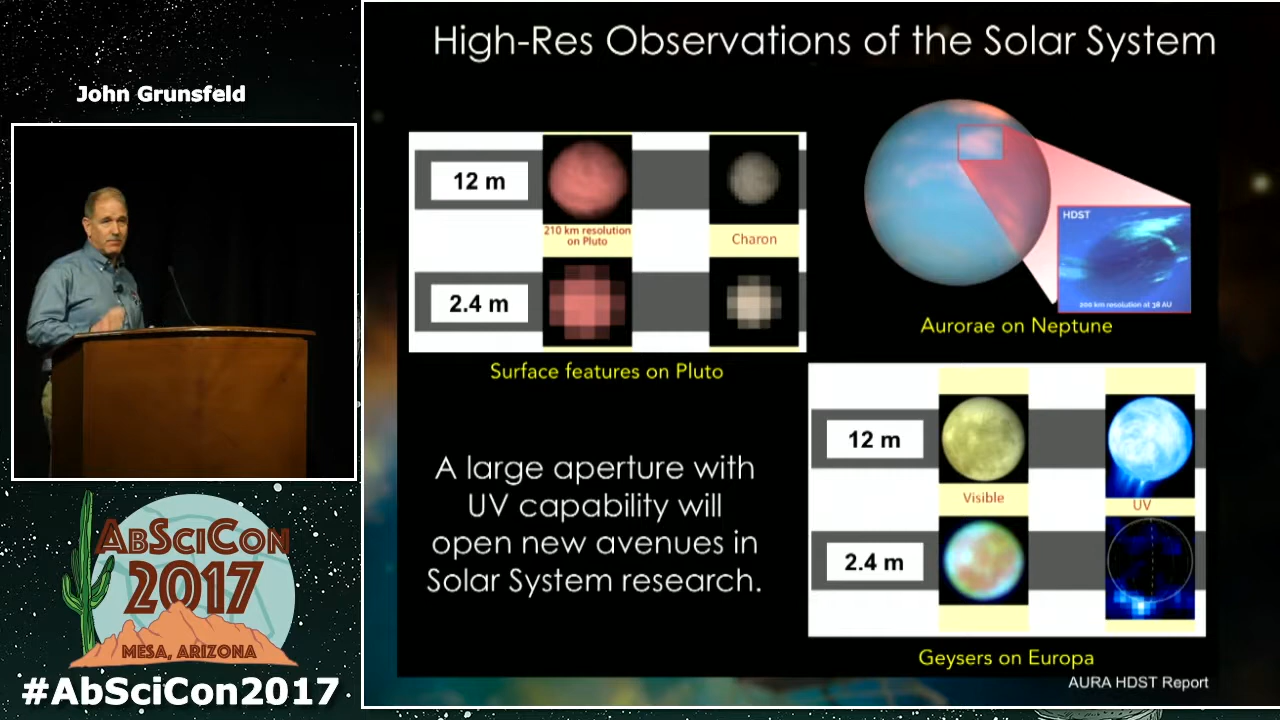 John Grunsfeld
AbSciCon
2017
MESA, ARIZONA
#AbSciCon2017
High-Res Observations of the Solar System
12 m
210 km resolution
on Pluto
Charon
2.4 m
Surface features on Pluto
HDST
200 km resolution at 38 AU
Aurorae on Neptune
A large aperture with
UV capability will
open new avenues in
Solar System research.
12 m
Visible
UV
2.4 m
Geysers on Europa
AURA HDST Report